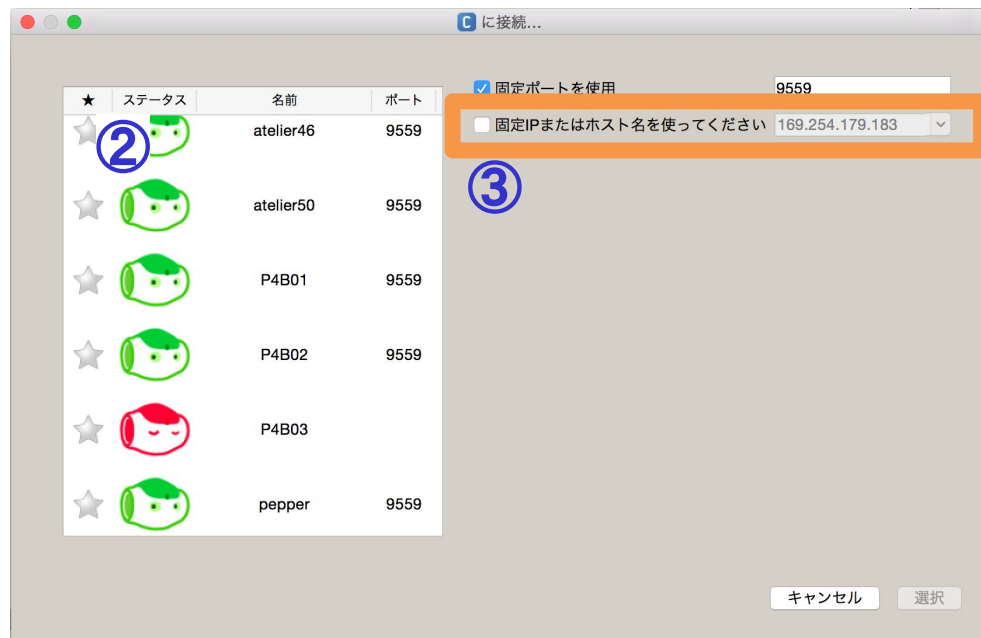 C に接続...
★ ステータス 名前 ポート
atelier46 9559
②
atelier50 9559
P4B01 9559
P4B02 9559
P4B03
pepper 9559
固定ポートを使用 9559
固定IPまたはホスト名を使ってください 169.254.179.183
③
キャンセル 選択